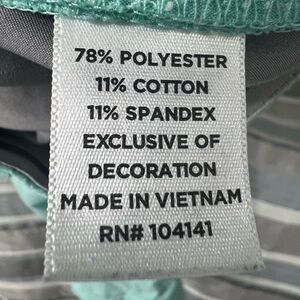 78% POLYESTER
11% COTTON
11% SPANDEX
EXCLUSIVE OF
DECORATION
MADE IN VIETNAM
RN# 104141